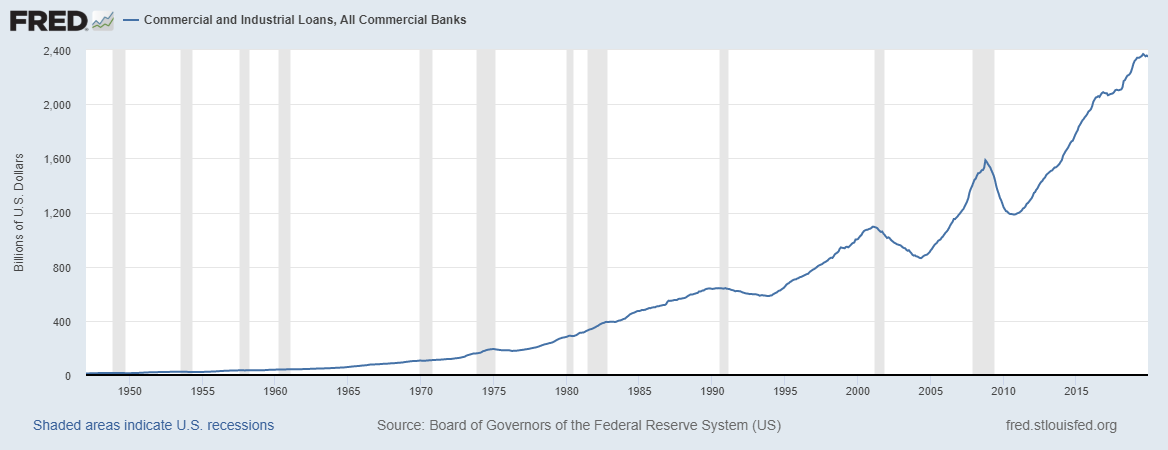 FRED
Commercial and Industrial Loans, All Commercial Banks
Billions of U.S. Dollars
2,400
2,000
1,600
1,200
800
400
0
1950 1955 1960 1965 1970 1975 1980 1985 1990 1995 2000 2005 2010 2015
Shaded areas indicate U.S. recessions
Source: Board of Governors of the Federal Reserve System (US)
fred.stlouisfed.org